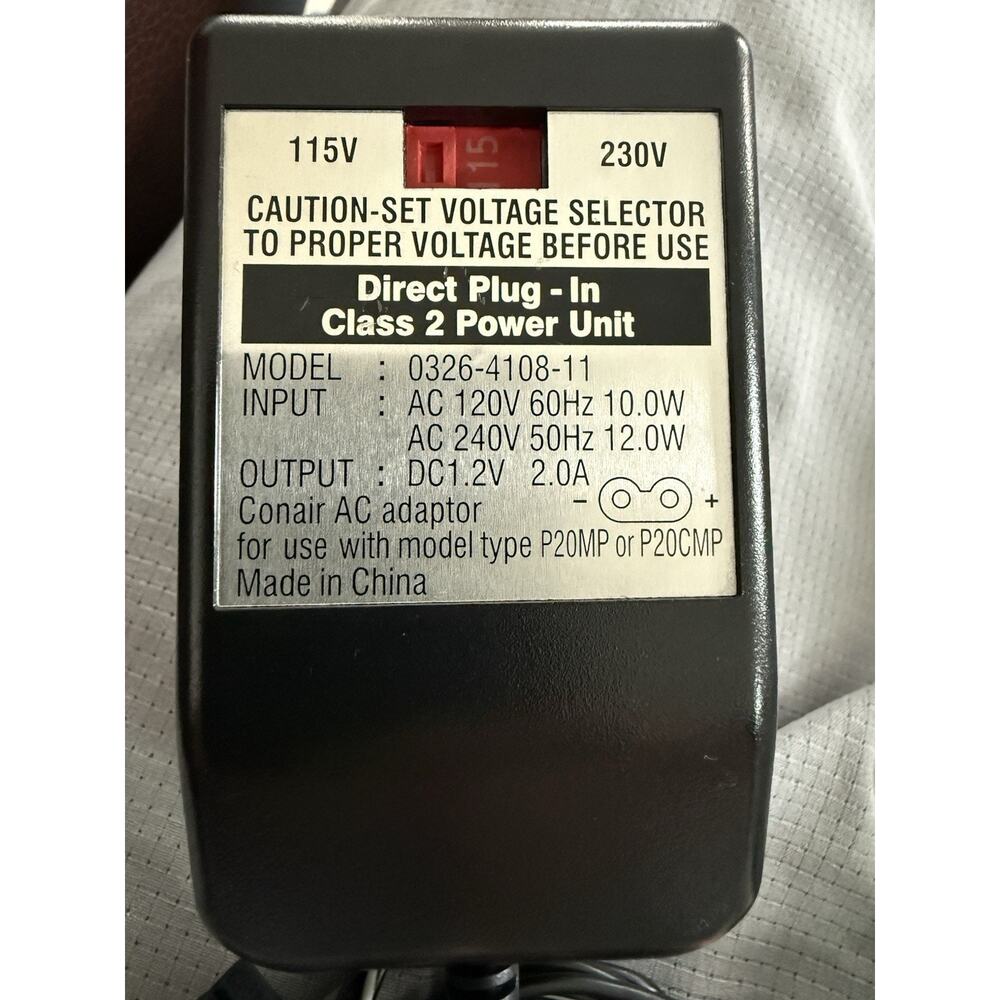 115V 115 230V
CAUTION-SET VOLTAGE SELECTOR
TO PROPER VOLTAGE BEFORE USE
Direct Plug - In
Class 2 Power Unit
MODEL : 0326-4108-11
INPUT : AC 120V 60Hz 10.0W
AC 240V 50Hz 12.0W
OUTPUT : DC1.2V 2.0A
- +
Conair AC adaptor
for use with model type P20MP or P20CMP
Made in China